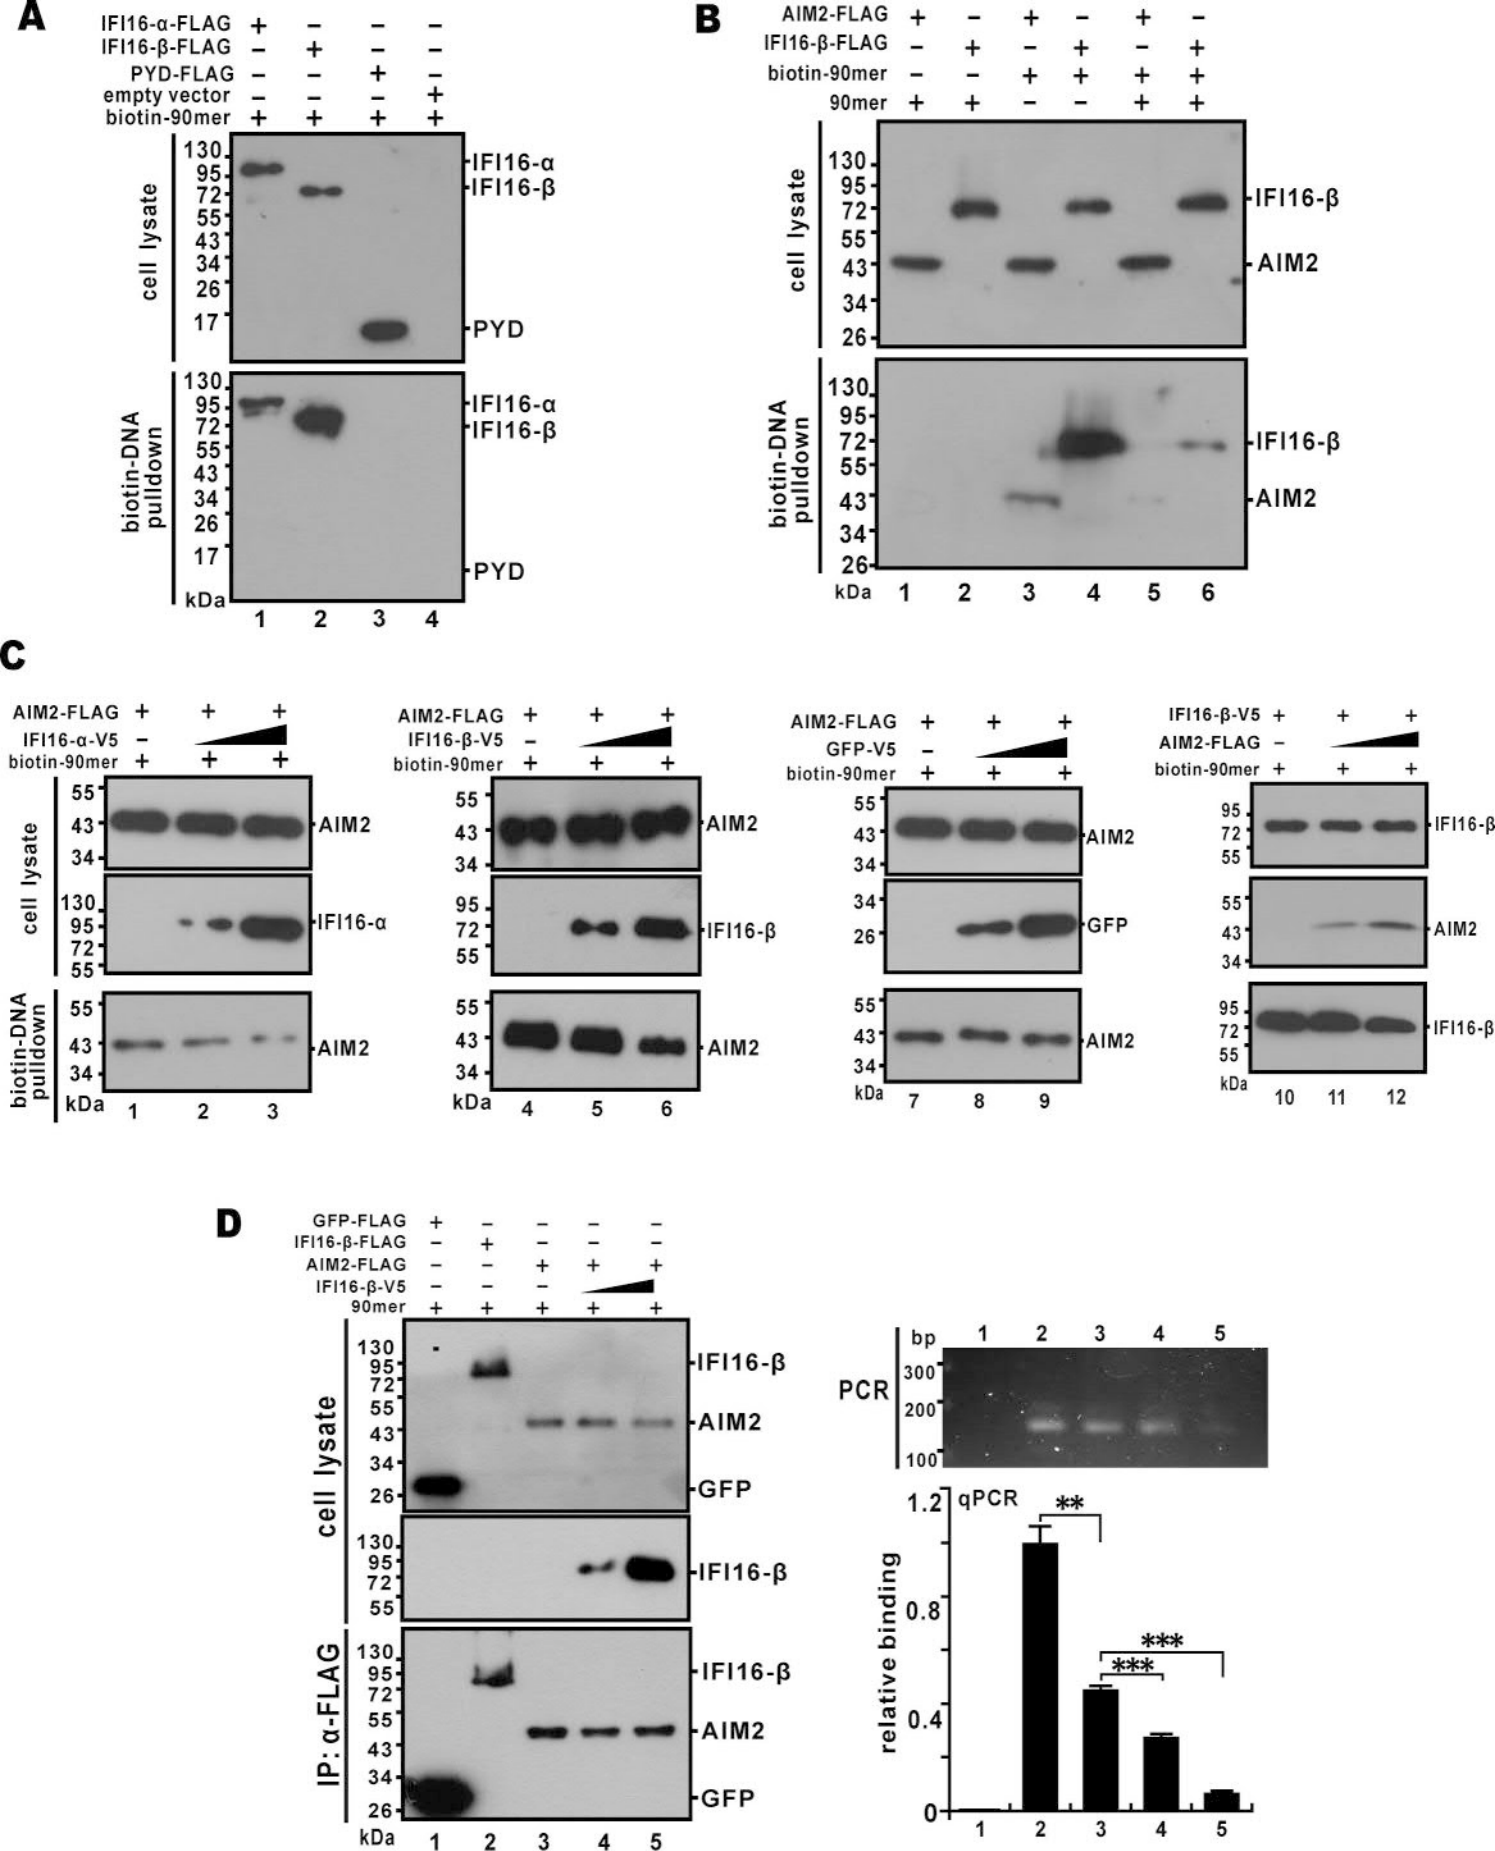 A
IFI16-α-FLAG + – – –
IFI16-β-FLAG – + – –
PYD-FLAG – – + –
empty vector – – – +
biotin-90mer + + + +
cell lysate
130
95
72
55
43
34
26
17
IFI16-α
IFI16-β
PYD
biotin-DNA
pulldown
130
95
72
55
43
34
26
17
kDa
IFI16-α
IFI16-β
PYD
1 2 3 4
B
AIM2-FLAG + – + – + –
IFI16-β-FLAG – + – + – +
biotin-90mer – – + + + +
90mer + + – – + +
cell lysate
130
95
72
55
43
34
26
IFI16-β
AIM2
biotin-DNA
pulldown
130
95
72
55
43
34
26
IFI16-β
AIM2
kDa 1 2 3 4 5 6
C
AIM2-FLAG + + +
IFI16-α-V5 –
biotin-90mer + + +
cell lysate
55
43
34
AIM2
130
95
72
55
IFI16-α
biotin-DNA
pulldown
55
43
34
AIM2
kDa 1 2 3
AIM2-FLAG + + +
IFI16-β-V5 –
biotin-90mer + + +
55
43
34
AIM2
95
72
55
IFI16-β
55
43
34
AIM2
kDa 4 5 6
AIM2-FLAG + + +
GFP-V5 –
biotin-90mer + + +
55
43
34
AIM2
34
26
GFP
55
43
34
AIM2
kDa 7 8 9
IFI16-β-V5 + + +
AIM2-FLAG –
biotin-90mer + + +
95
72
55
IFI16-β
55
43
34
AIM2
95
72
55
IFI16-β
kDa
10 11 12
D
GFP-FLAG + – – – –
IFI16-β-FLAG – + – – –
AIM2-FLAG – – + + +
IFI16-β-V5 – – –
90mer + + + + +
cell lysate
130
95
72
55
43
34
26
IFI16-β
AIM2
GFP
130
95
72
55
IFI16-β
IP: α-FLAG
130
95
72
55
43
34
26
IFI16-β
AIM2
GFP
kDa 1 2 3 4 5
bp 1 2 3 4 5
PCR
300
200
100
qPCR
relative binding
1.2
0.8
0.4
0
**
***
***
1 2 3 4 5